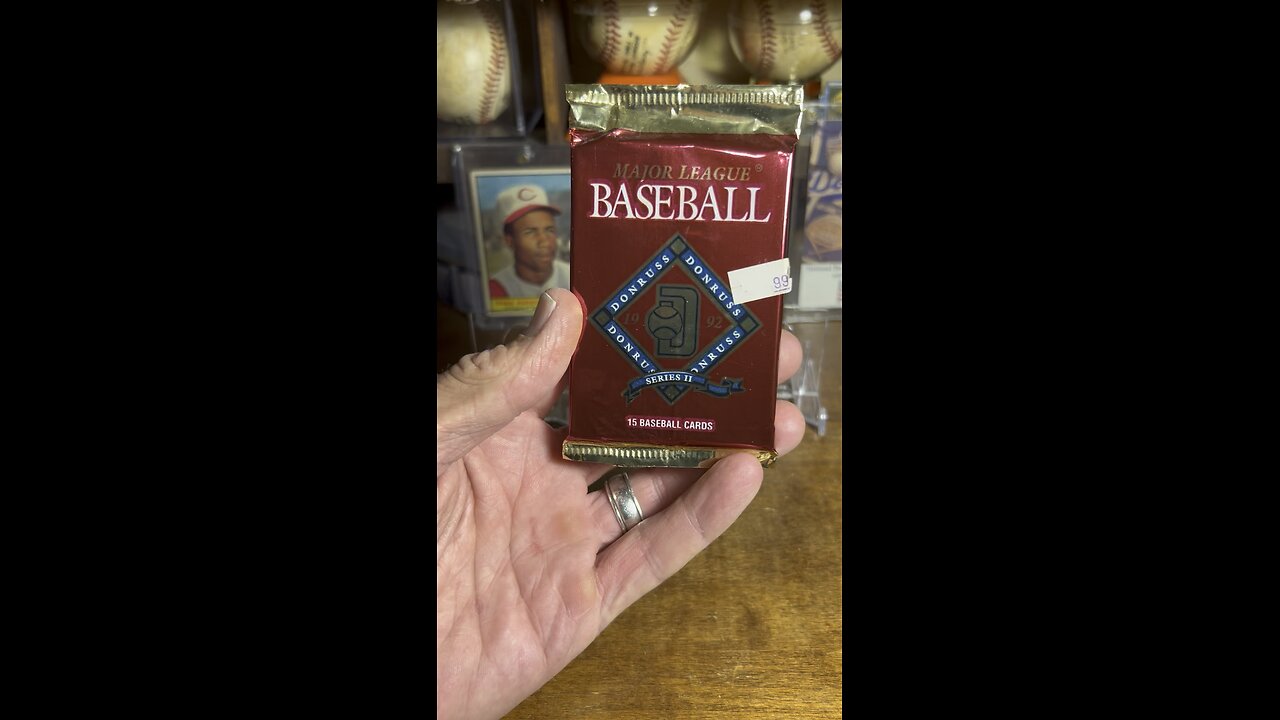 MAJOR LEAGUE®
BASEBALL
DONRUSS DONRUSS
99
19 92
DONRUSS DONRUSS
SERIES II
15 BASEBALL CARDS